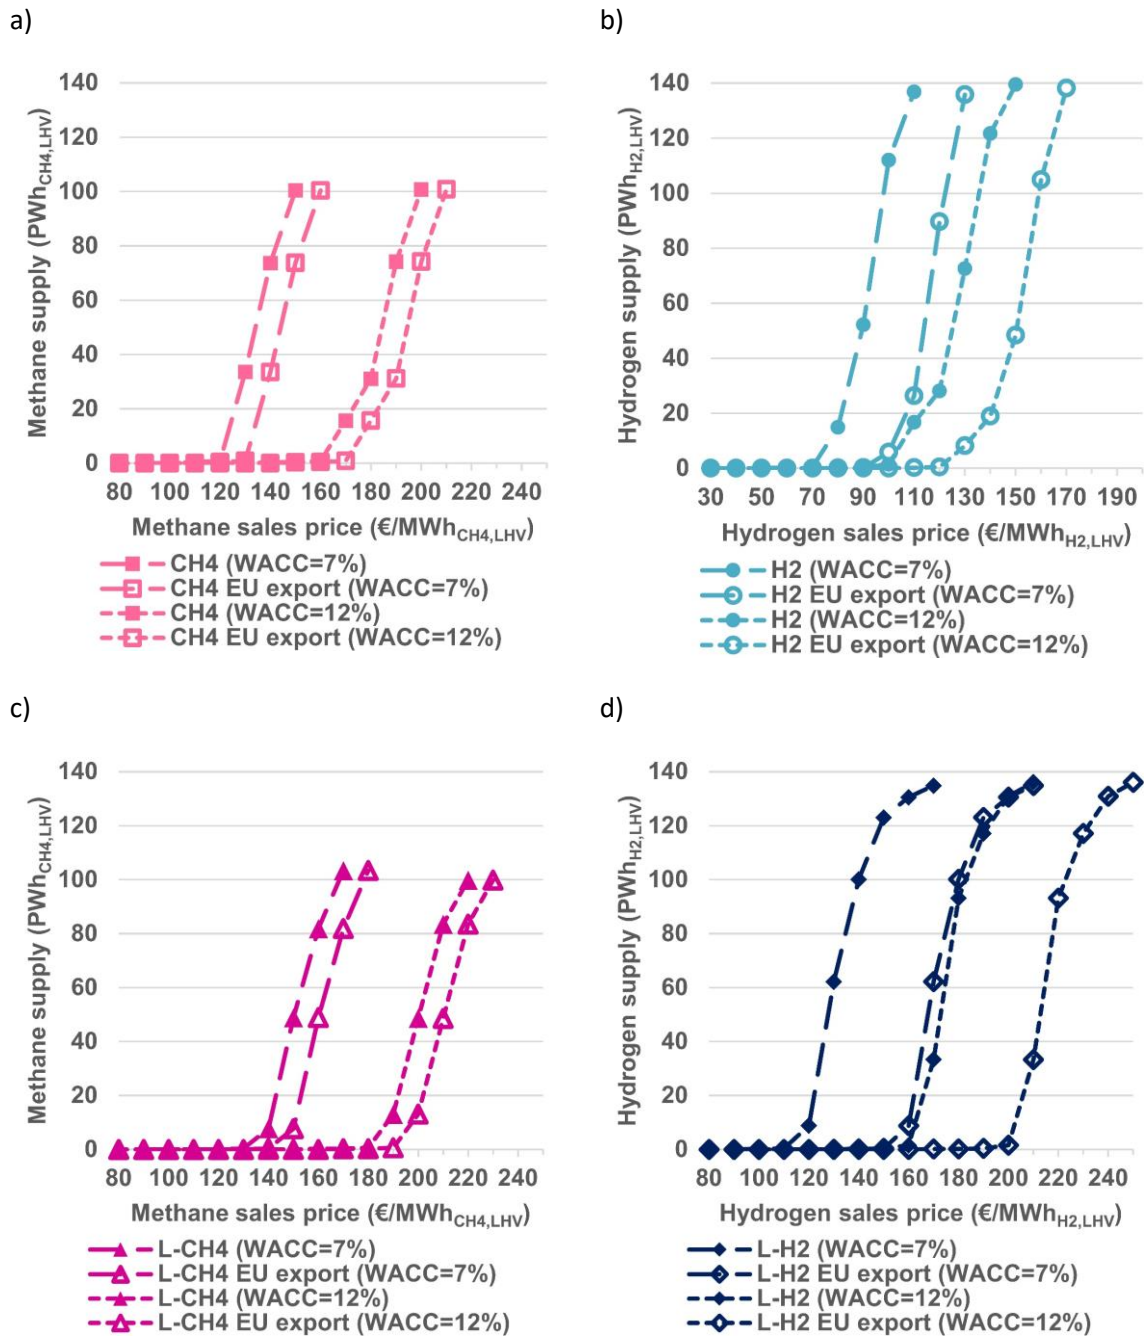 a)
140
120
100
80
60
40
20
0
Methane supply (PWhCH4,LHV)
80 100 120 140 160 180 200 220 240
Methane sales price (€/MWhCH4,LHV)
CH4 (WACC=7%)
CH4 EU export (WACC=7%)
CH4 (WACC=12%)
CH4 EU export (WACC=12%)
b)
140
120
100
80
60
40
20
0
Hydrogen supply (PWhH2,LHV)
30 50 70 90 110 130 150 170 190
Hydrogen sales price (€/MWhH2,LHV)
H2 (WACC=7%)
H2 EU export (WACC=7%)
H2 (WACC=12%)
H2 EU export (WACC=12%)
c)
140
120
100
80
60
40
20
0
Methane supply (PWhCH4,LHV)
80 100 120 140 160 180 200 220 240
Methane sales price (€/MWhCH4,LHV)
L-CH4 (WACC=7%)
L-CH4 EU export (WACC=7%)
L-CH4 (WACC=12%)
L-CH4 EU export (WACC=12%)
d)
140
120
100
80
60
40
20
0
Hydrogen supply (PWhH2,LHV)
80 100 120 140 160 180 200 220 240
Hydrogen sales price (€/MWhH2,LHV)
L-H2 (WACC=7%)
L-H2 EU export (WACC=7%)
L-H2 (WACC=12%)
L-H2 EU export (WACC=12%)